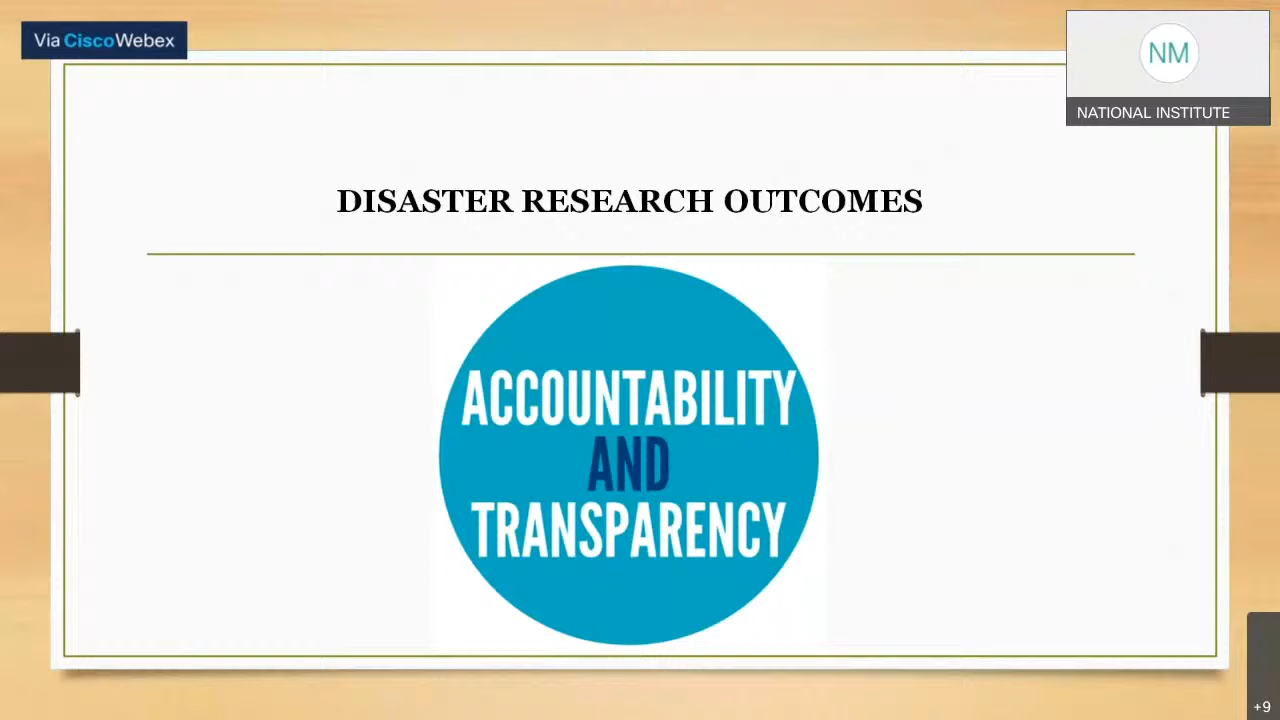 Via CiscoWebex
NM
NATIONAL INSTITUTE
DISASTER RESEARCH OUTCOMES
ACCOUNTABILITY
AND
TRANSPARENCY
+9